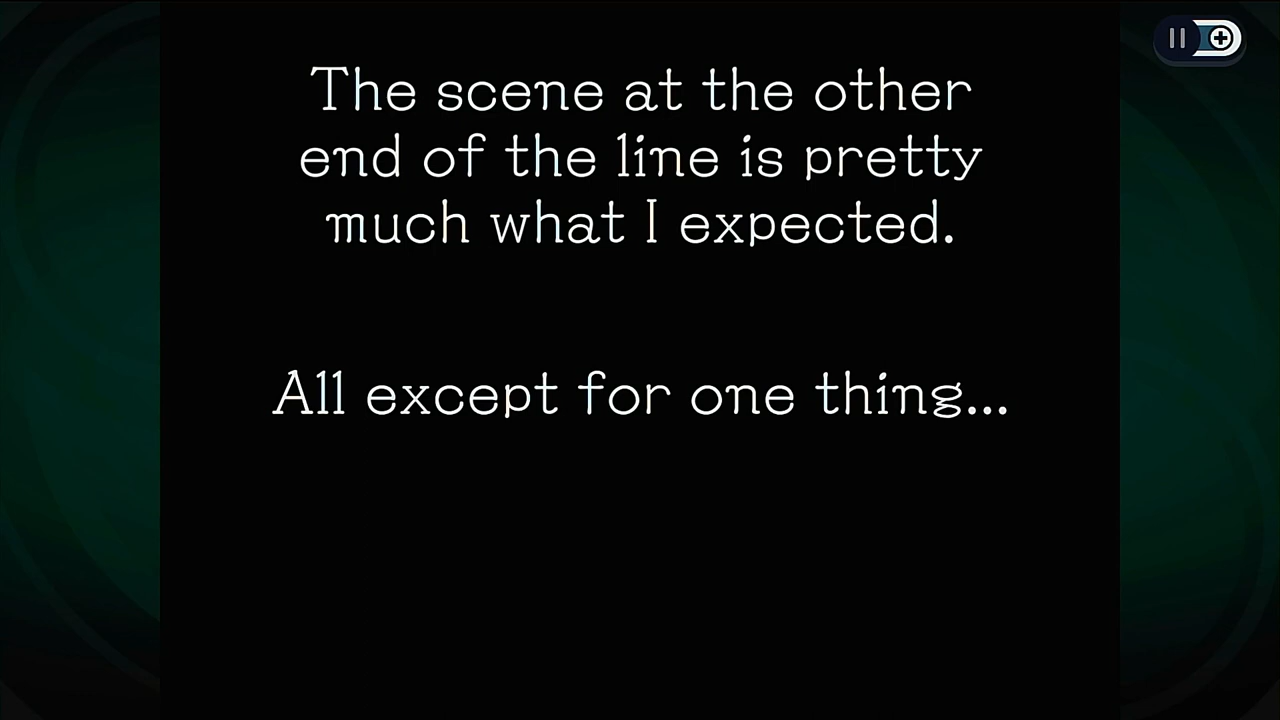 The scene at the other
end of the line is pretty
much what I expected.
All except for one thing...